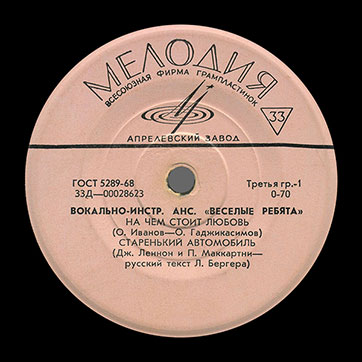 МЕЛОДИЯ
ВСЕСОЮЗНАЯ ФИРМА ГРАМПЛАСТИНОК
33
АПРЕЛЕВСКИЙ ЗАВОД
ГОСТ 5289-68
Третья гр.-1
33Д—00028623
0-70
ВОКАЛЬНО-ИНСТР. АНС. «ВЕСЕЛЫЕ РЕБЯТА»
НА ЧЕМ СТОИТ ЛЮБОВЬ
(О. Иванов—О. Гаджикасимов)
СТАРЕНЬКИЙ АВТОМОБИЛЬ
(Дж. Леннон и П. Маккартни—
русский текст Л. Бергера)